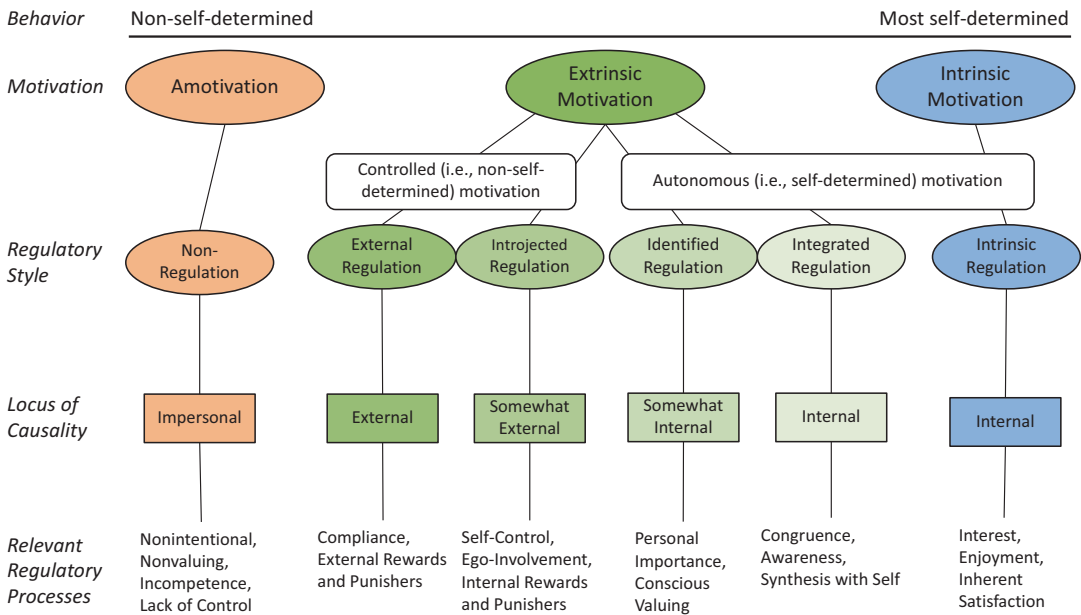 Behavior
Non-self-determined
Most self-determined
Motivation
Amotivation
Extrinsic
Motivation
Intrinsic
Motivation
Controlled (i.e., non-self-
determined) motivation
Autonomous (i.e., self-determined) motivation
Regulatory
Style
Non-
Regulation
External
Regulation
Introjected
Regulation
Identified
Regulation
Integrated
Regulation
Intrinsic
Regulation
Locus of
Causality
Impersonal
External
Somewhat
External
Somewhat
Internal
Internal
Internal
Relevant
Regulatory
Processes
Nonintentional,
Nonvaluing,
Incompetence,
Lack of Control
Compliance,
External Rewards
and Punishers
Self-Control,
Ego-Involvement,
Internal Rewards
and Punishers
Personal
Importance,
Conscious
Valuing
Congruence,
Awareness,
Synthesis with Self
Interest,
Enjoyment,
Inherent
Satisfaction